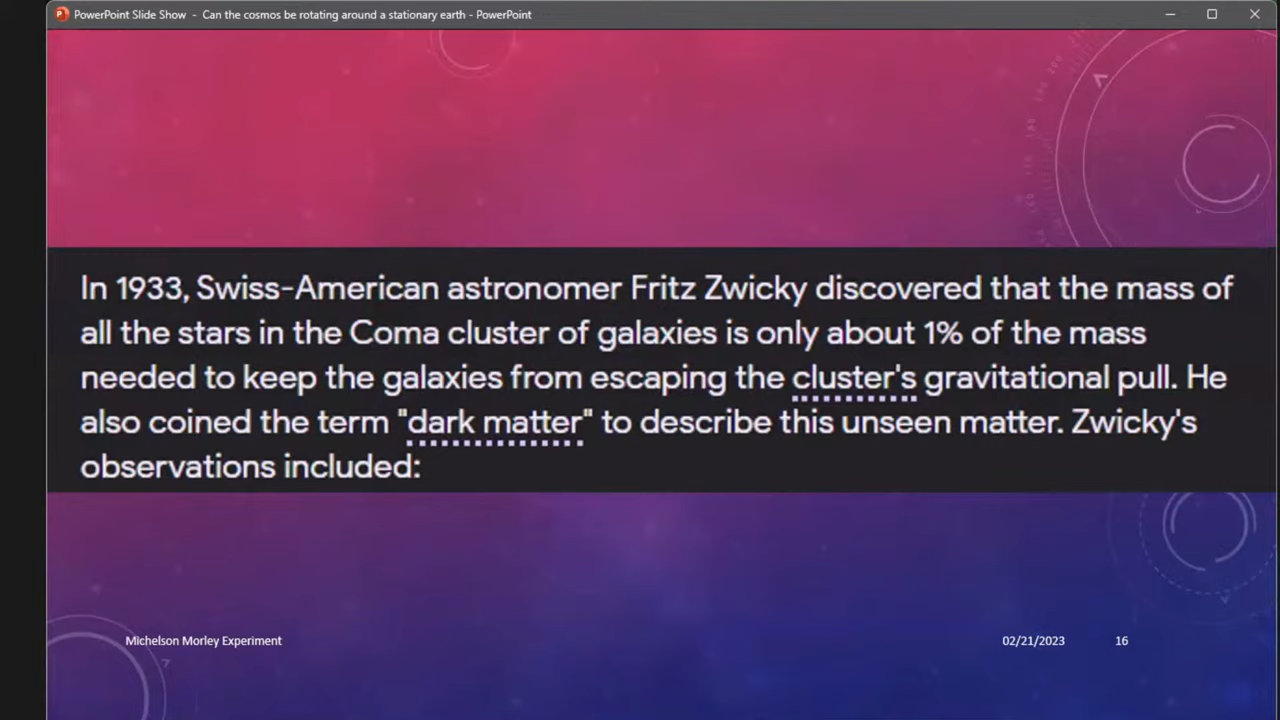 PowerPoint Slide Show - Can the cosmos be rotating around a stationary earth - PowerPoint
In 1933, Swiss-American astronomer Fritz Zwicky discovered that the mass of
all the stars in the Coma cluster of galaxies is only about 1% of the mass
needed to keep the galaxies from escaping the cluster's gravitational pull. He
also coined the term "dark matter" to describe this unseen matter. Zwicky's
observations included:
Michelson Morley Experiment 02/21/2023 16